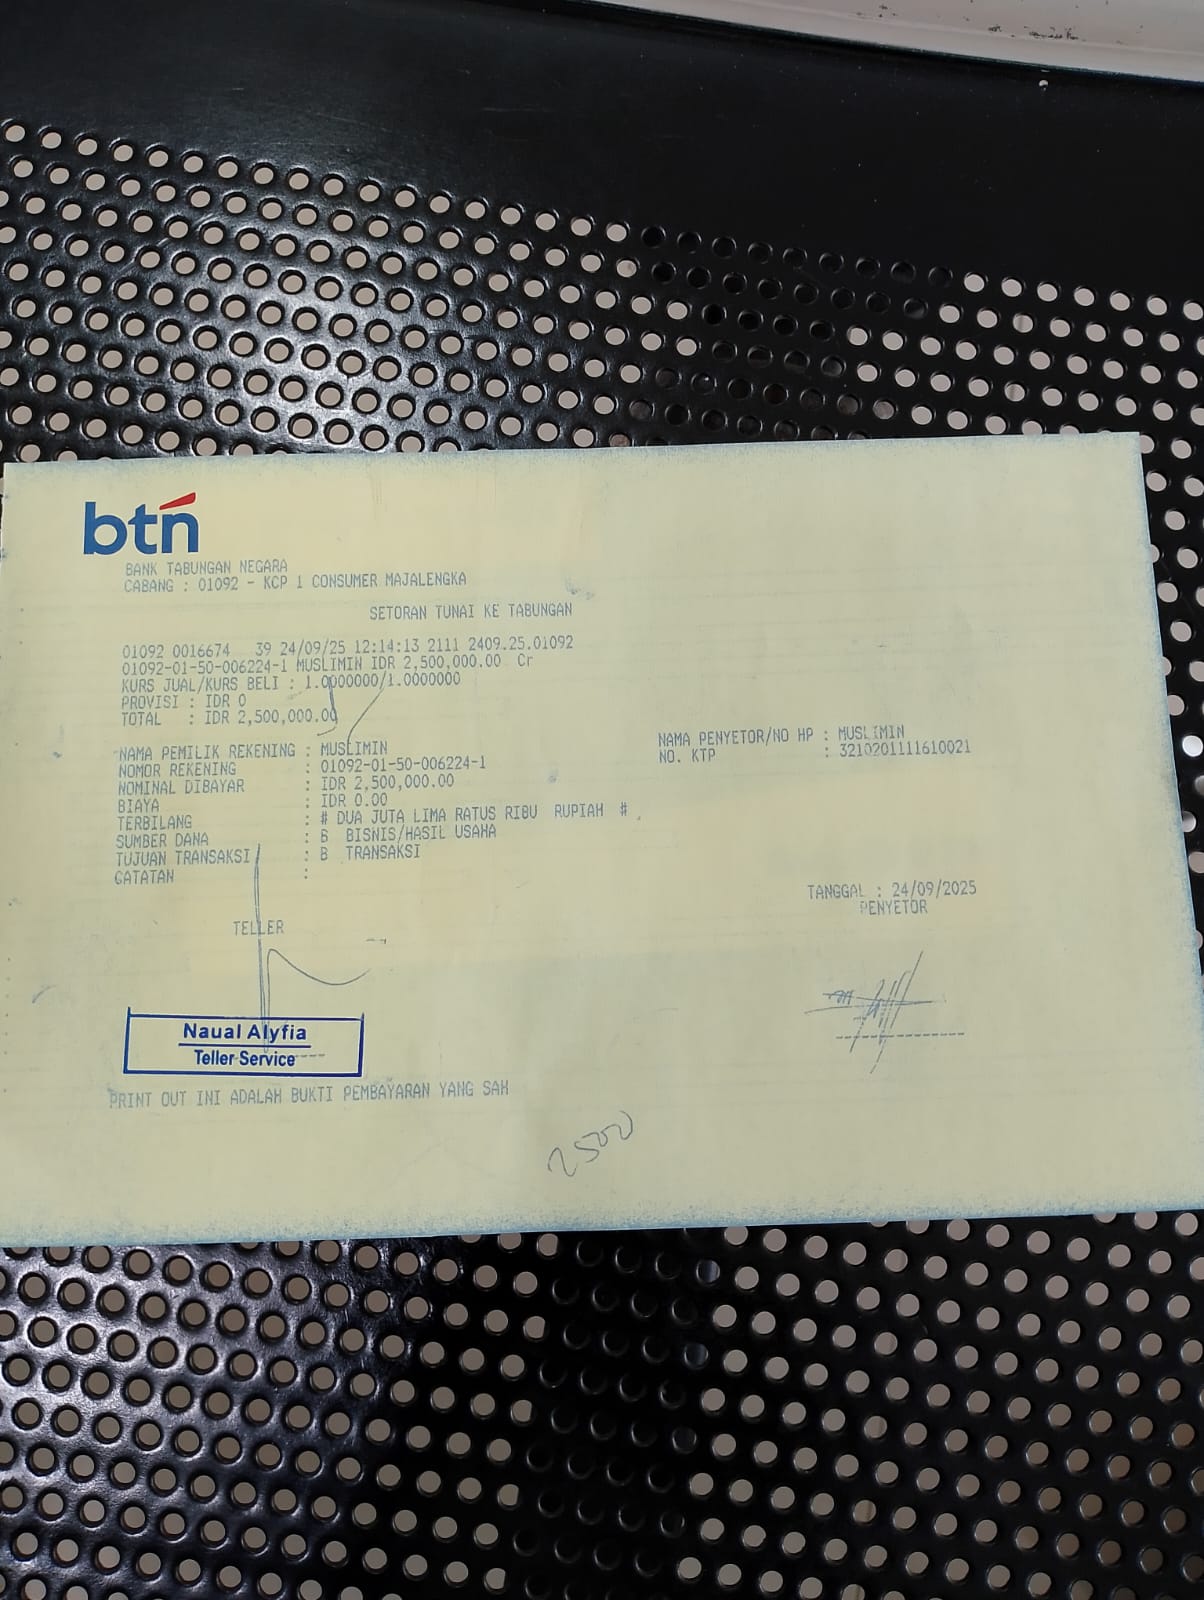 btn
BANK TABUNGAN NEGARA
CABANG : 01092 - KCP 1 CONSUMER MAJALENGKA
SETORAN TUNAI KE TABUNGAN
01092 0016674 39 24/09/25 12:14:13 2111 2409.25.01092
01092-01-50-006224-1 MUSLIMIN IDR 2,500,000.00 Cr
KURS JUAL/KURS BELI : 1.0000000/1.0000000
PROVISI : IDR 0
TOTAL : IDR 2,500,000.00
NAMA PEMILIK REKENING : MUSLIMIN
NOMOR REKENING : 01092-01-50-006224-1
NOMINAL DIBAYAR : IDR 2,500,000.00
BIAYA : IDR 0.00
TERBILANG : # DUA JUTA LIMA RATUS RIBU RUPIAH #
SUMBER DANA : B BISNIS/HASIL USAHA
TUJUAN TRANSAKSI : B TRANSAKSI
CATATAN :
NAMA PENYETOR/NO HP : MUSLIMIN
NO. KTP : 3210201111610021
TANGGAL : 24/09/2025
PENYETOR
TELLER
Naual Alyfia
Teller Service
PRINT OUT INI ADALAH BUKTI PEMBAYARAN YANG SAH
2500